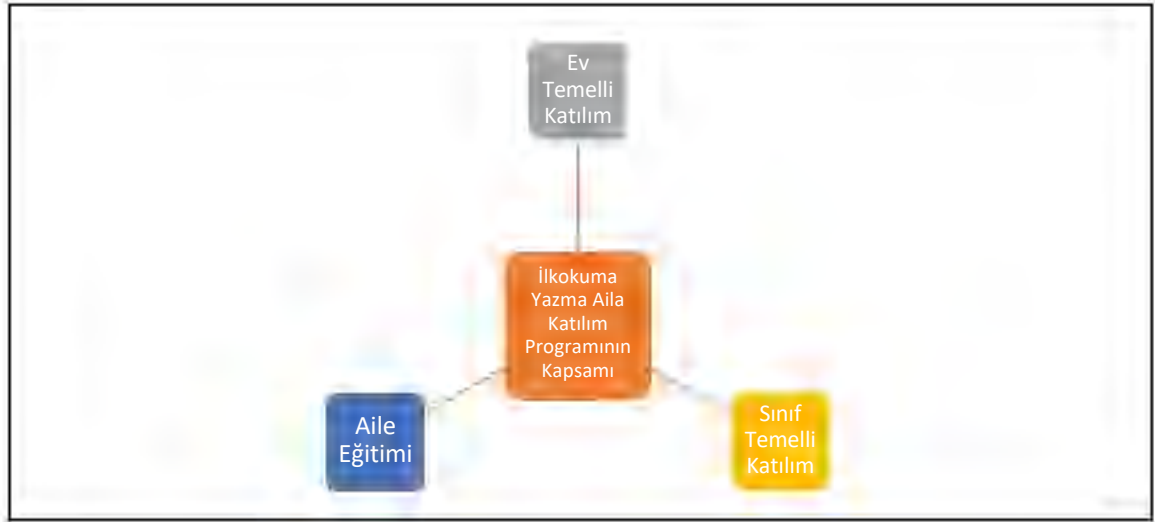 Ev
Temelli
Katılım
İlkokuma
Yazma Aila
Katılım
Programının
Kapsamı
Aile
Eğitimi
Sınıf
Temelli
Katılım